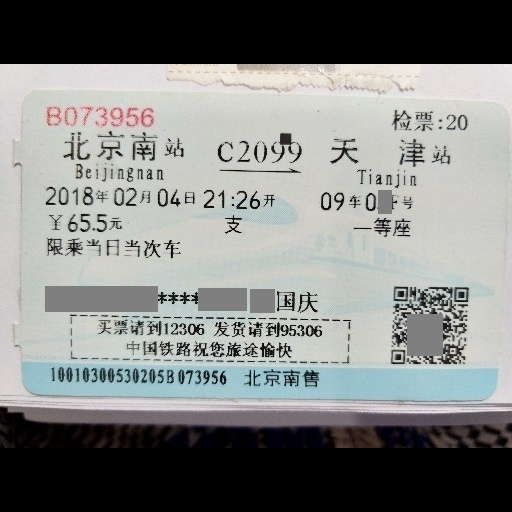 B073956 检票:20
北京南站 C2099 天津站
Beijingnan Tianjin
2018年02月04日21:26开 09车0 F号
￥65.5元 支 一等座
限乘当日当次车
**** 国庆
买票请到12306 发货请到95306
中国铁路祝您旅途愉快
10010300530205B073956 北京南售